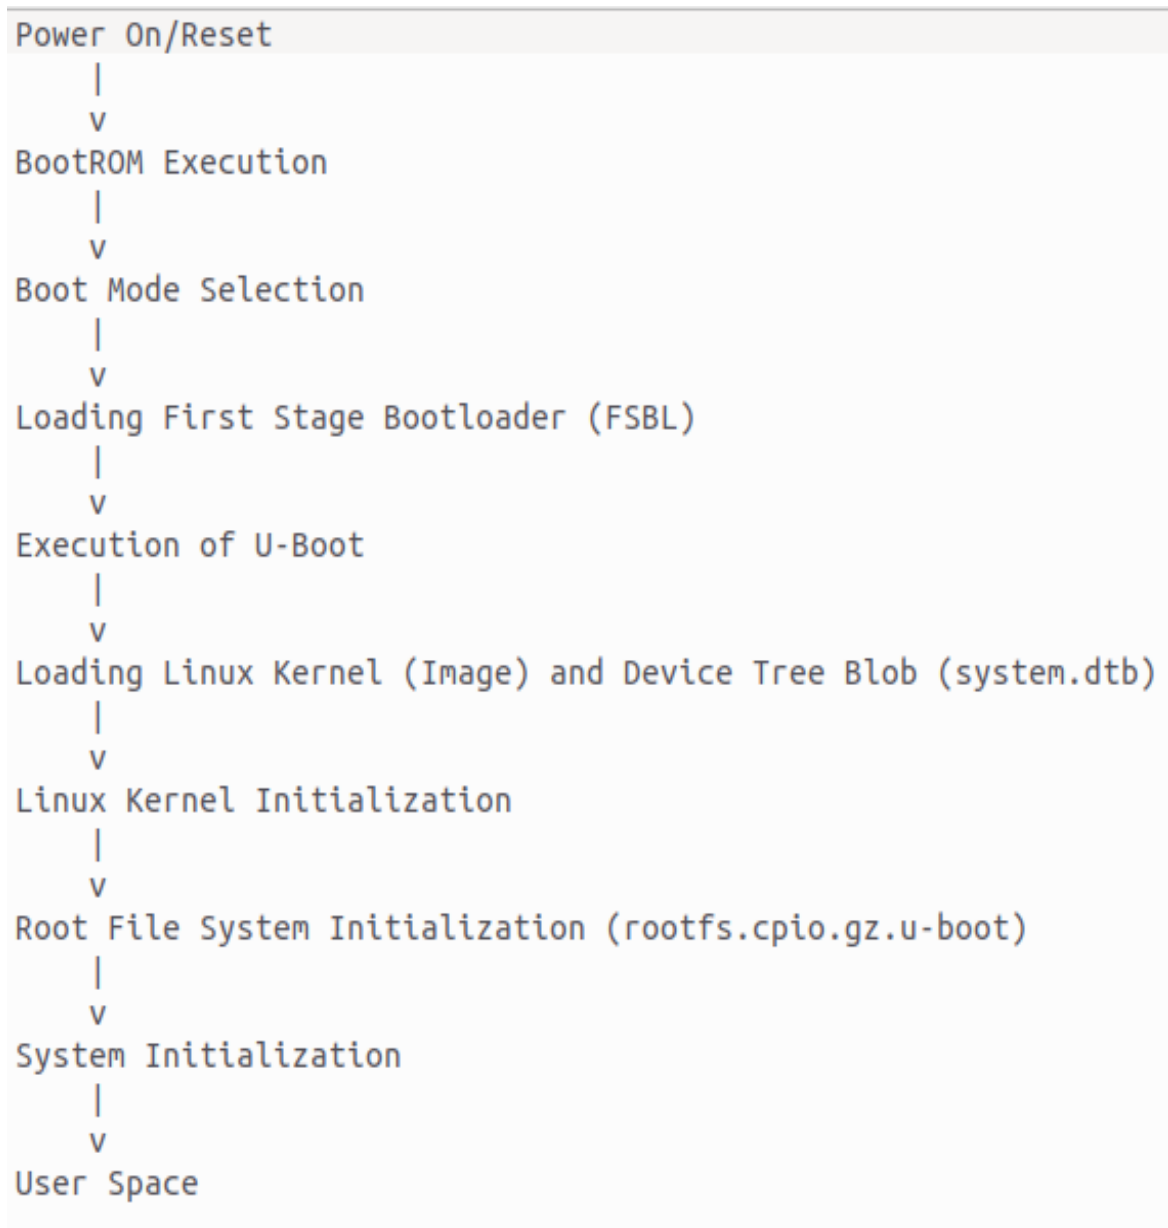 Power On/Reset
|
v
BootROM Execution
|
v
Boot Mode Selection
|
v
Loading First Stage Bootloader (FSBL)
|
v
Execution of U-Boot
|
v
Loading Linux Kernel (Image) and Device Tree Blob (system.dtb)
|
v
Linux Kernel Initialization
|
v
Root File System Initialization (rootfs.cpio.gz.u-boot)
|
v
System Initialization
|
v
User Space